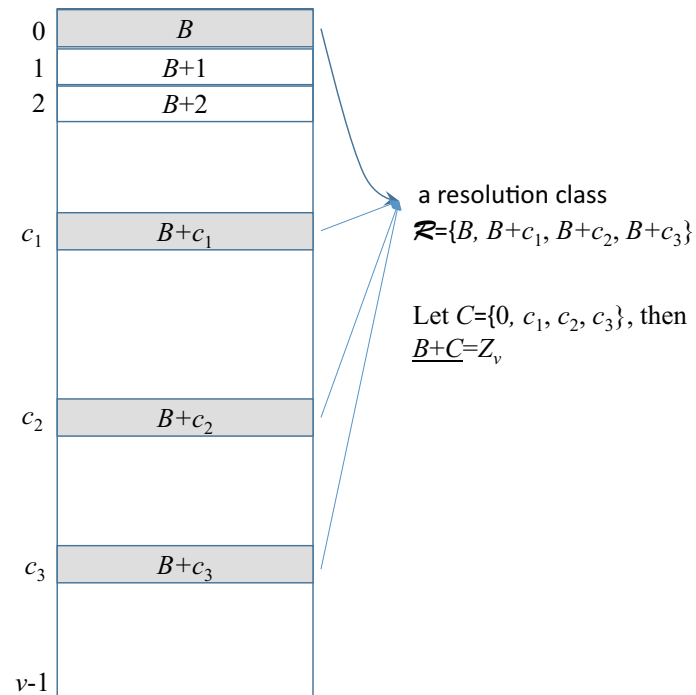 0 B
1 B+1
2 B+2
c₁ B+c₁
a resolution class
𝓡={B, B+c₁, B+c₂, B+c₃}
Let C={0, c₁, c₂, c₃}, then
B+C=Zᵥ
c₂ B+c₂
c₃ B+c₃
v-1